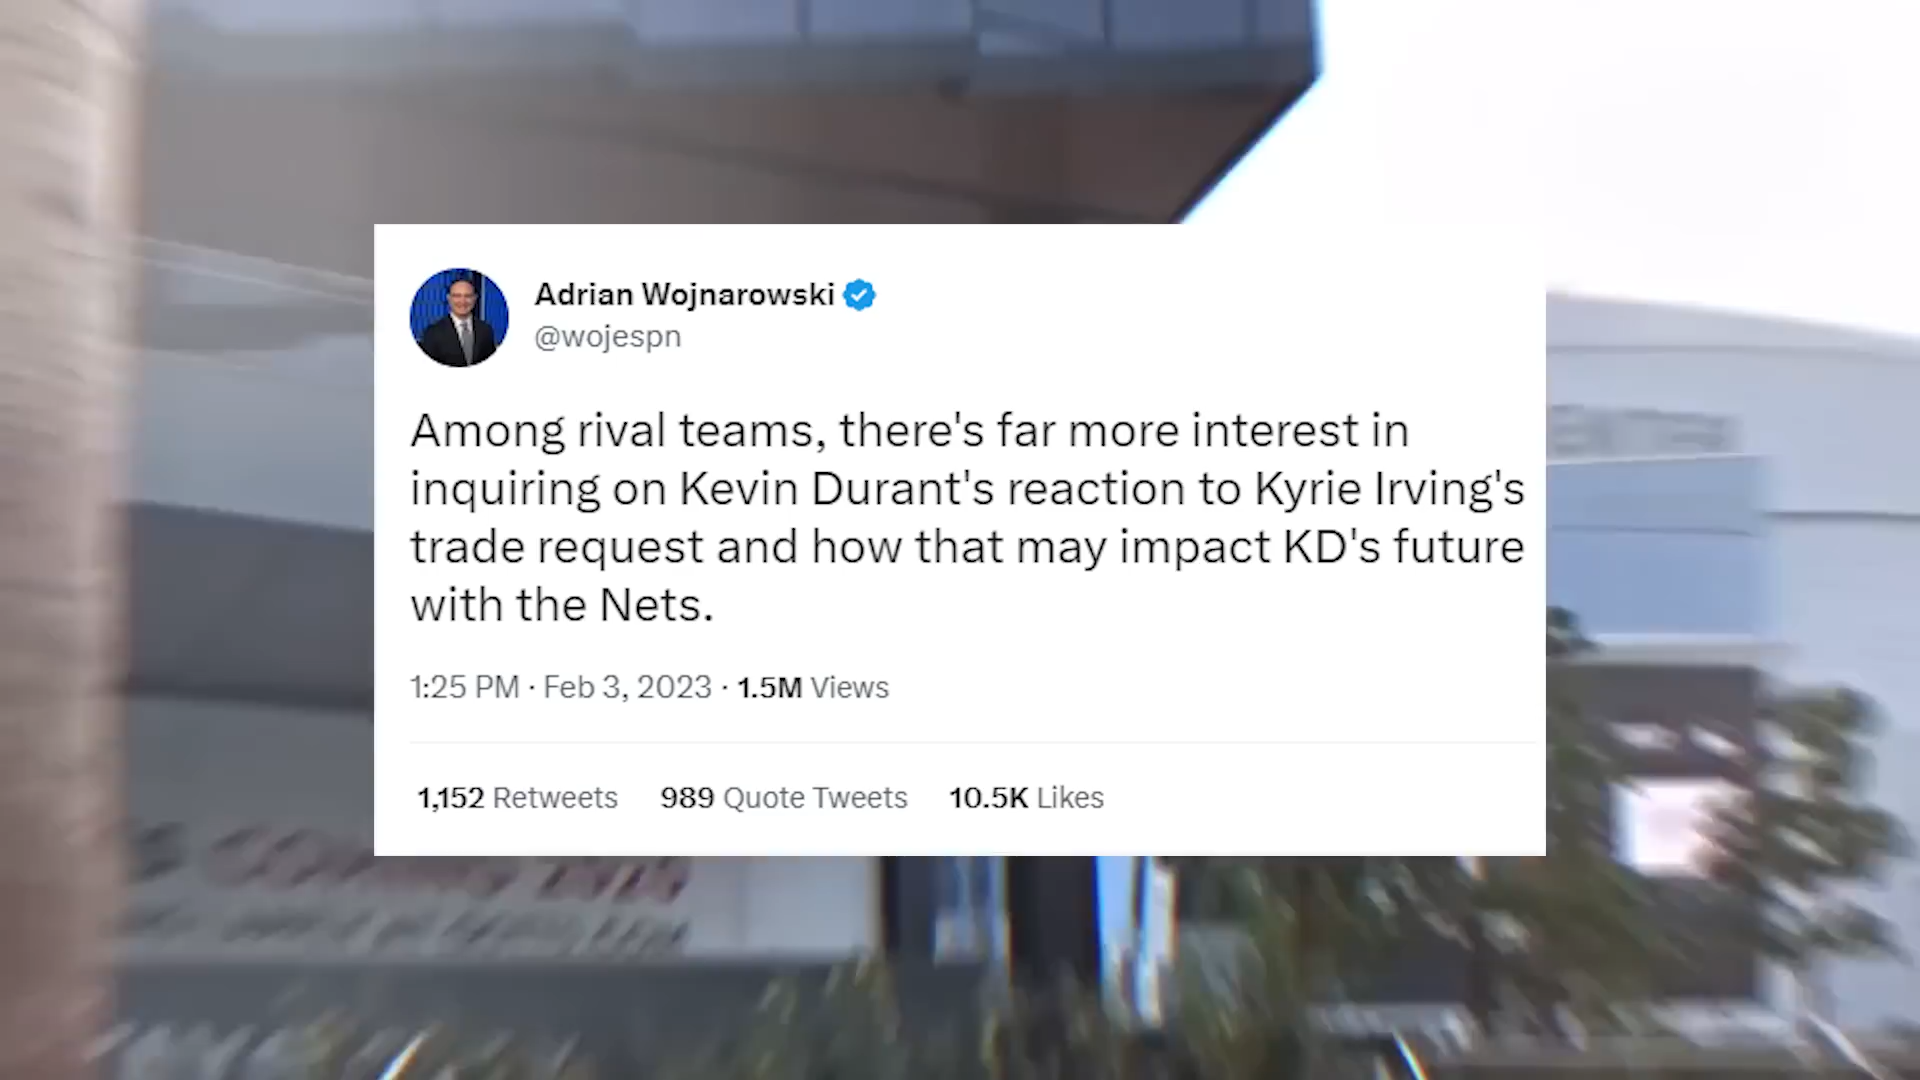 Adrian Wojnarowski
@wojespn
Among rival teams, there's far more interest in
inquiring on Kevin Durant's reaction to Kyrie Irving's
trade request and how that may impact KD's future
with the Nets.
1:25 PM · Feb 3, 2023 · 1.5M Views
1,152 Retweets 989 Quote Tweets 10.5K Likes